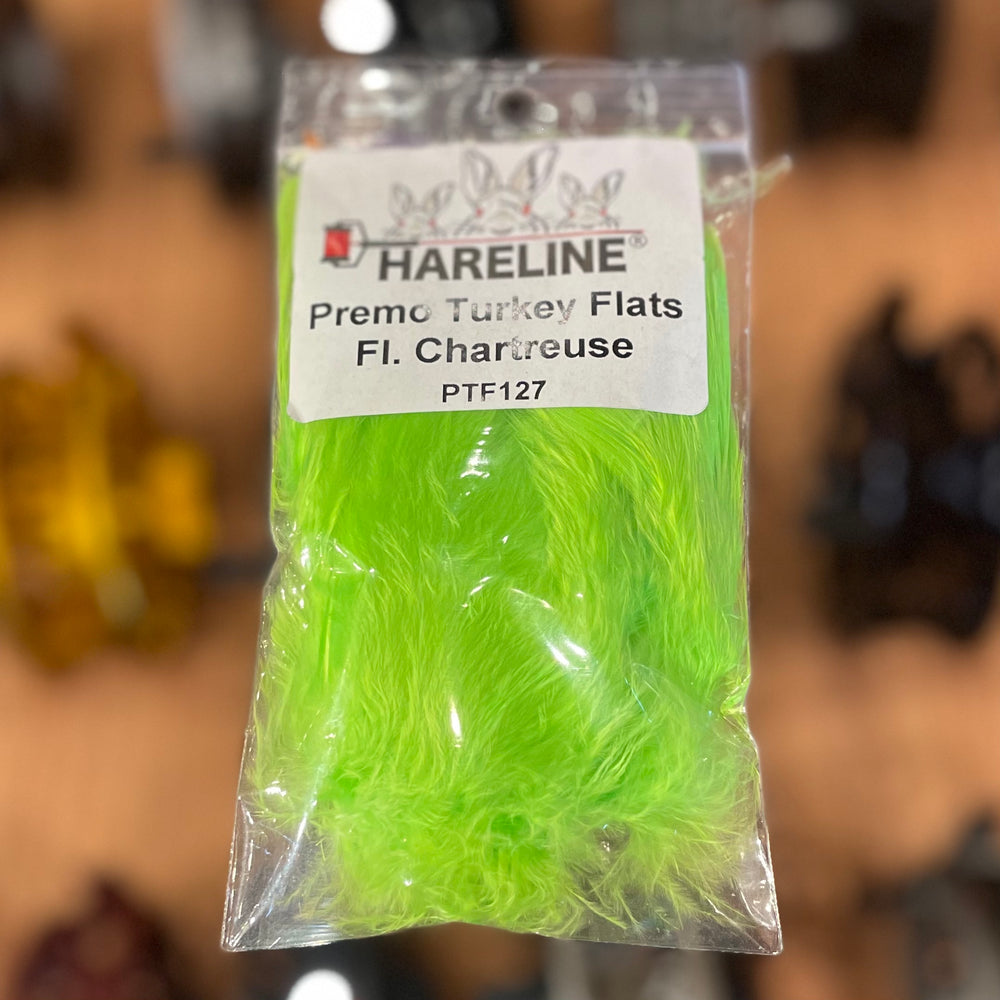 HARELINE®
Premo Turkey Flats
Fl. Chartreuse
PTF127